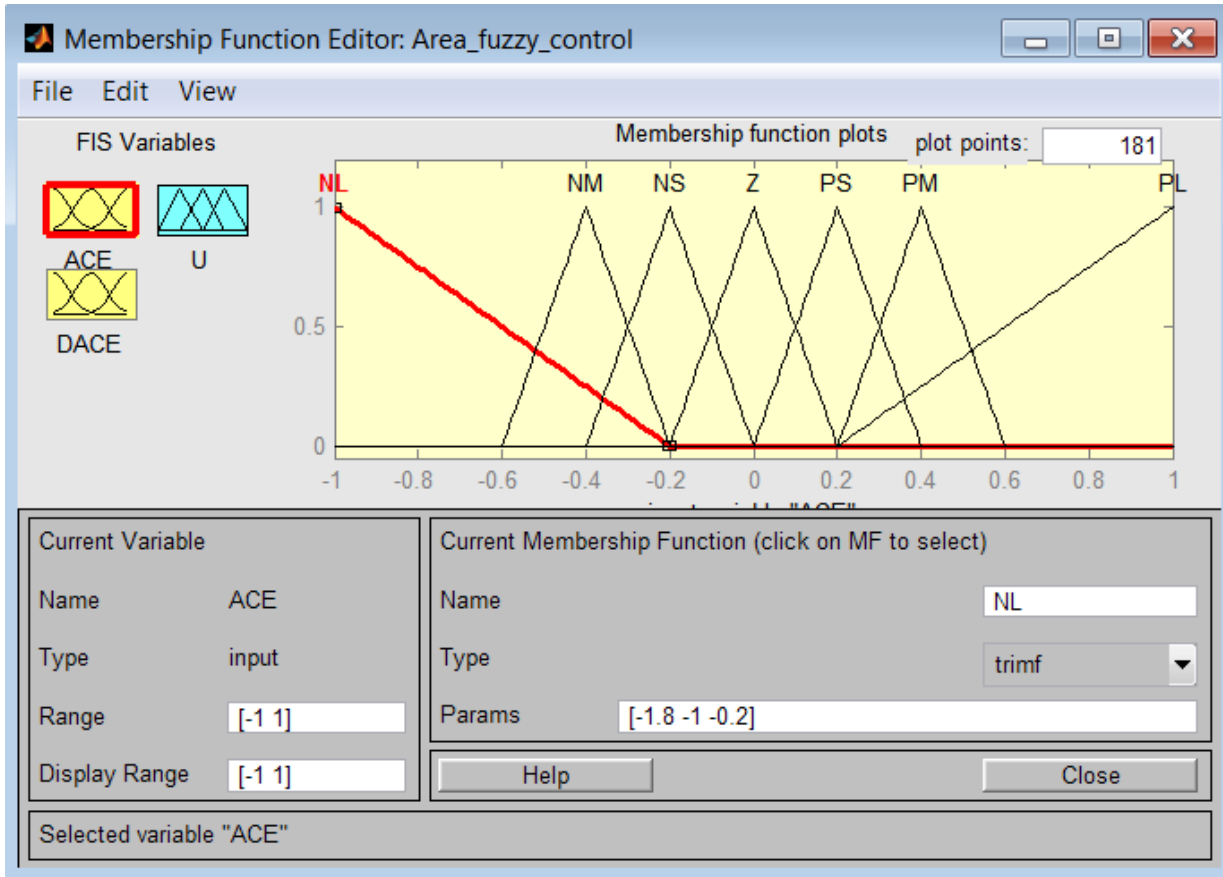 Membership Function Editor: Area_fuzzy_control
File Edit View
FIS Variables
Membership function plots
plot points: 181
NL NM NS Z PS PM PL
1
0.5
0
-1 -0.8 -0.6 -0.4 -0.2 0 0.2 0.4 0.6 0.8 1
ACE
U
DACE
Current Variable
Name ACE
Type input
Range [-1 1]
Display Range [-1 1]
Current Membership Function (click on MF to select)
Name NL
Type trimf
Params [-1.8 -1 -0.2]
Help Close
Selected variable "ACE"